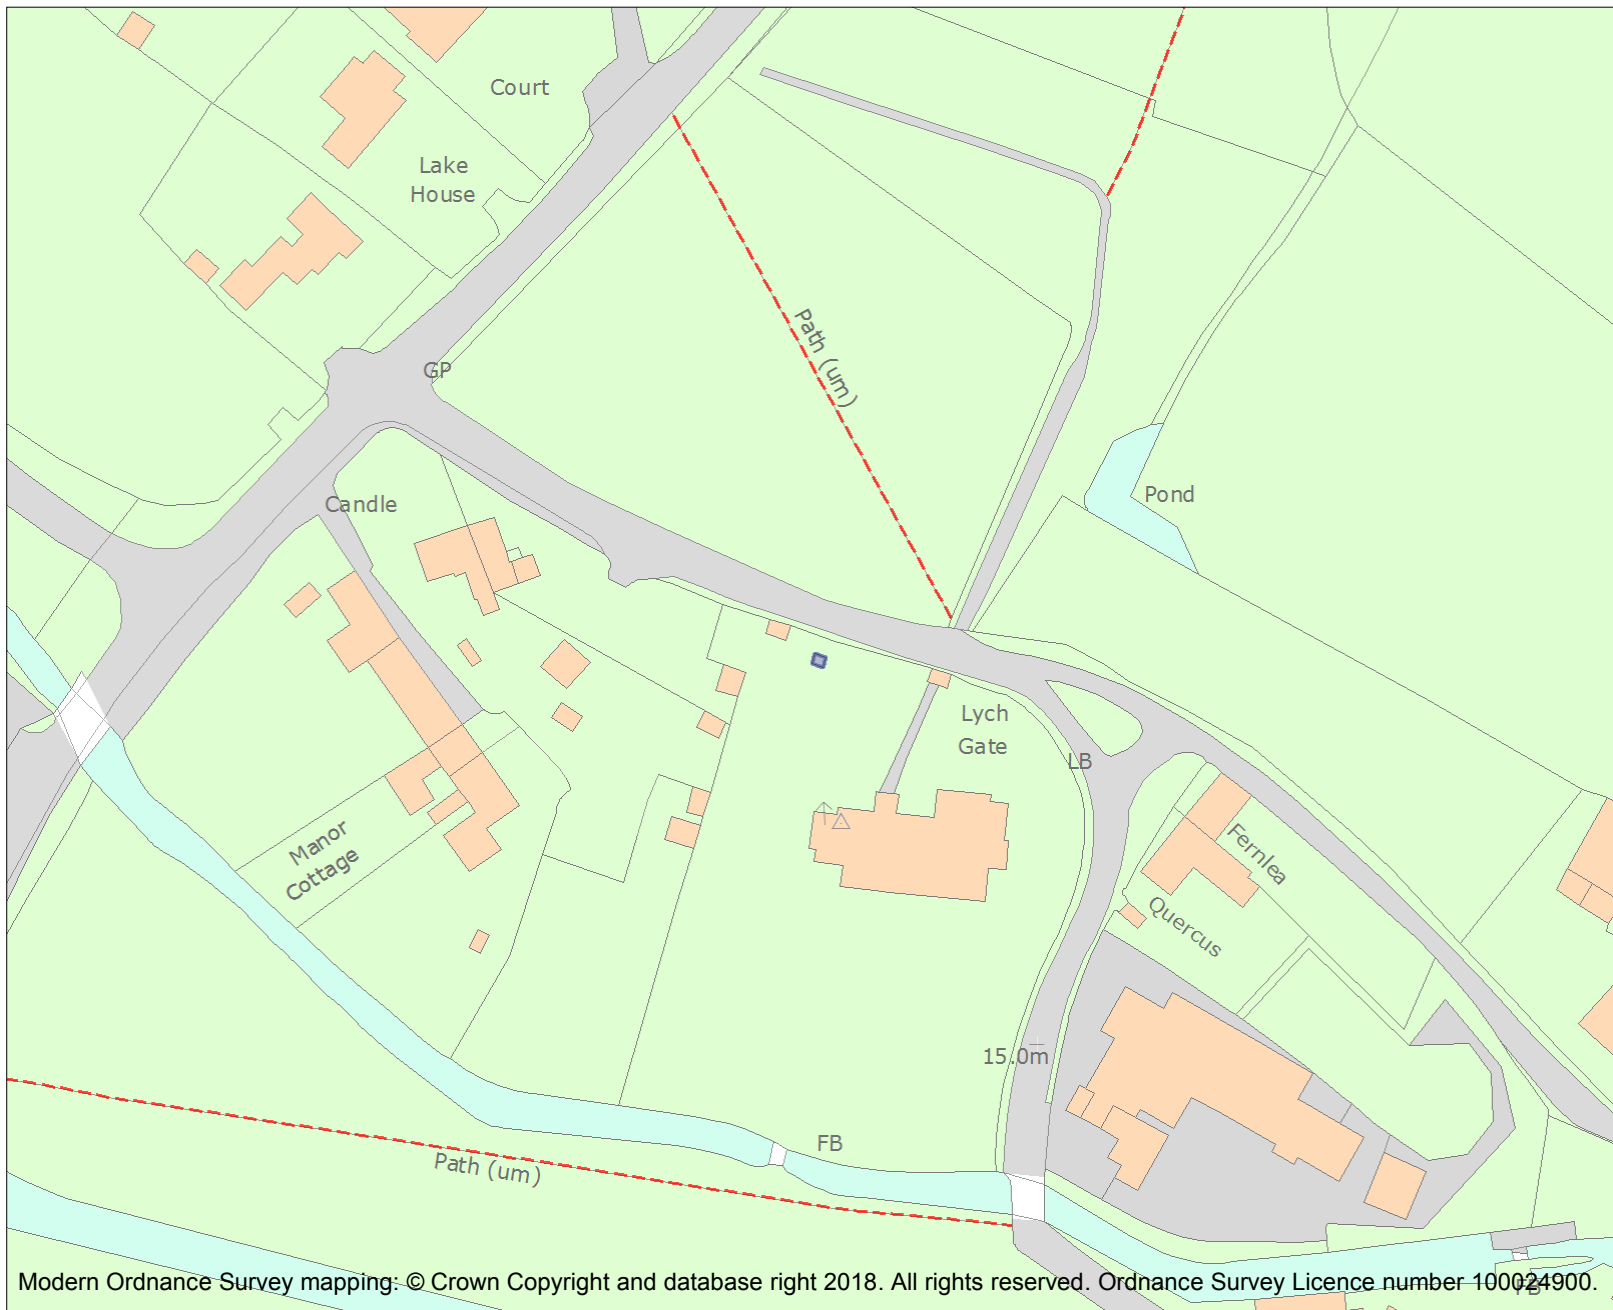 Court
Lake
House
Path (um)
GP
Pond
Candle
Lych
Gate
LB
Manor
Cottage
Fernlea
Quercus
15.0m
FB
Path (um)
Modern Ordnance Survey mapping: © Crown Copyright and database right 2018. All rights reserved. Ordnance Survey Licence number 100024900.
FB